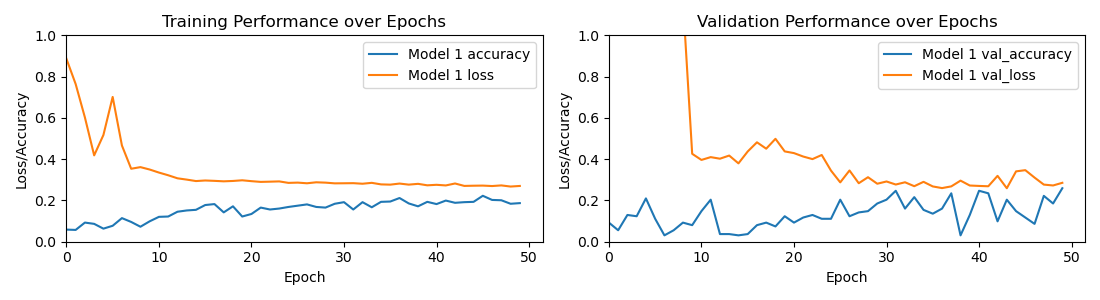 Training Performance over Epochs
Model 1 accuracy
Model 1 loss
1.0
0.8
0.6
0.4
0.2
0.0
Loss/Accuracy
0
10
20
30
40
50
Epoch
Validation Performance over Epochs
Model 1 val_accuracy
Model 1 val_loss
1.0
0.8
0.6
0.4
0.2
0.0
Loss/Accuracy
0
10
20
30
40
50
Epoch